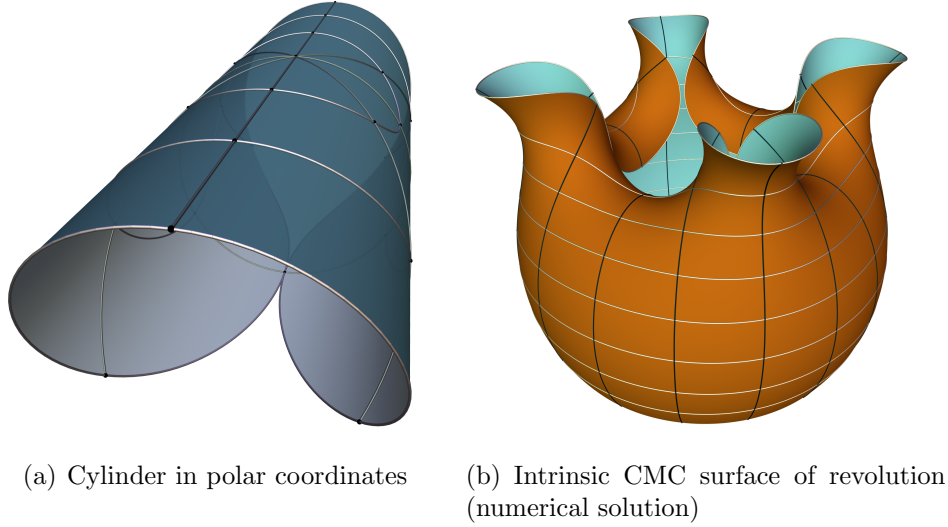 (a) Cylinder in polar coordinates
(b) Intrinsic CMC surface of revolution
(numerical solution)